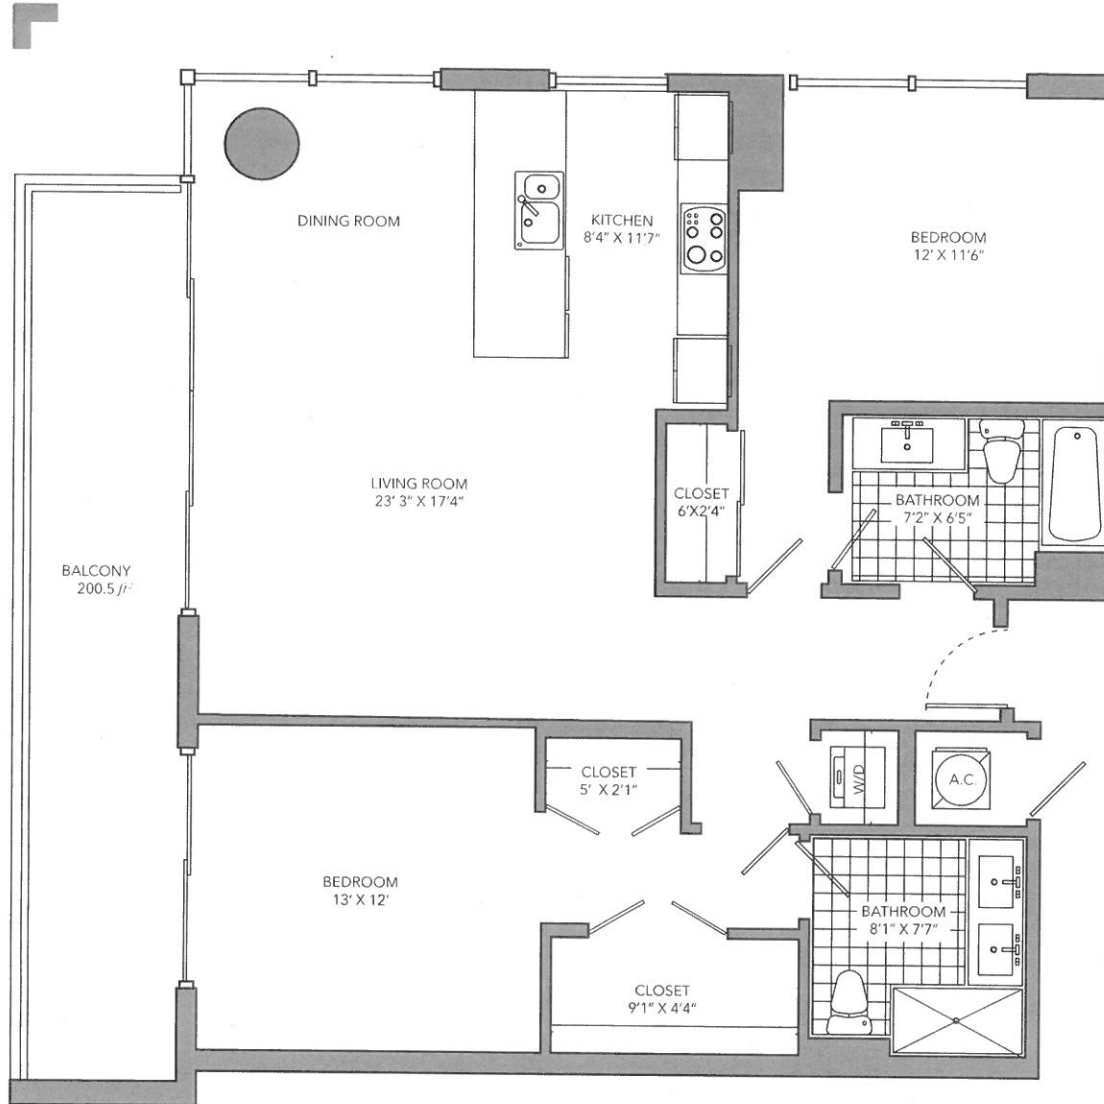 DINING ROOM
KITCHEN
8'4" X 11'7"
BEDROOM
12' X 11'6"
LIVING ROOM
23' 3" X 17'4"
CLOSET
6'X2'4"
BATHROOM
7'2" X 6'5"
BALCONY
200.5 ft²
CLOSET
5' X 2'1"
W/D
A.C.
BEDROOM
13' X 12'
BATHROOM
8'1" X 7'7"
CLOSET
9'1" X 4'4"